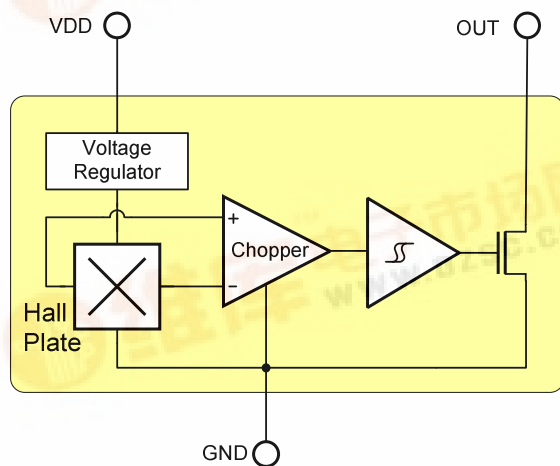 VDD
OUT
Voltage
Regulator
+
Chopper
−
Hall
Plate
GND